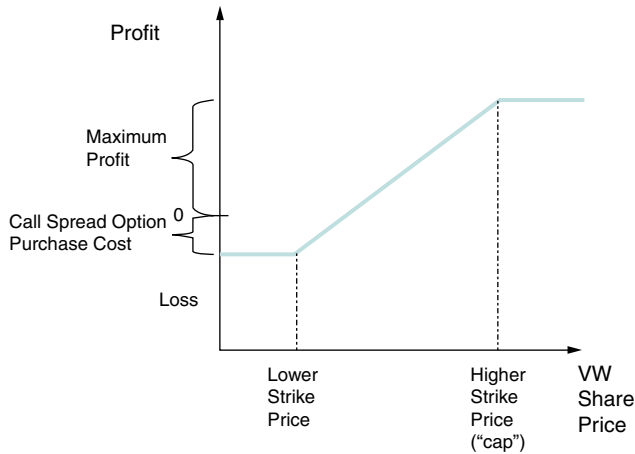 Profit
Maximum
Profit
0
Call Spread Option
Purchase Cost
Loss
Lower
Strike
Price
Higher
Strike
Price
(“cap”)
VW
Share
Price